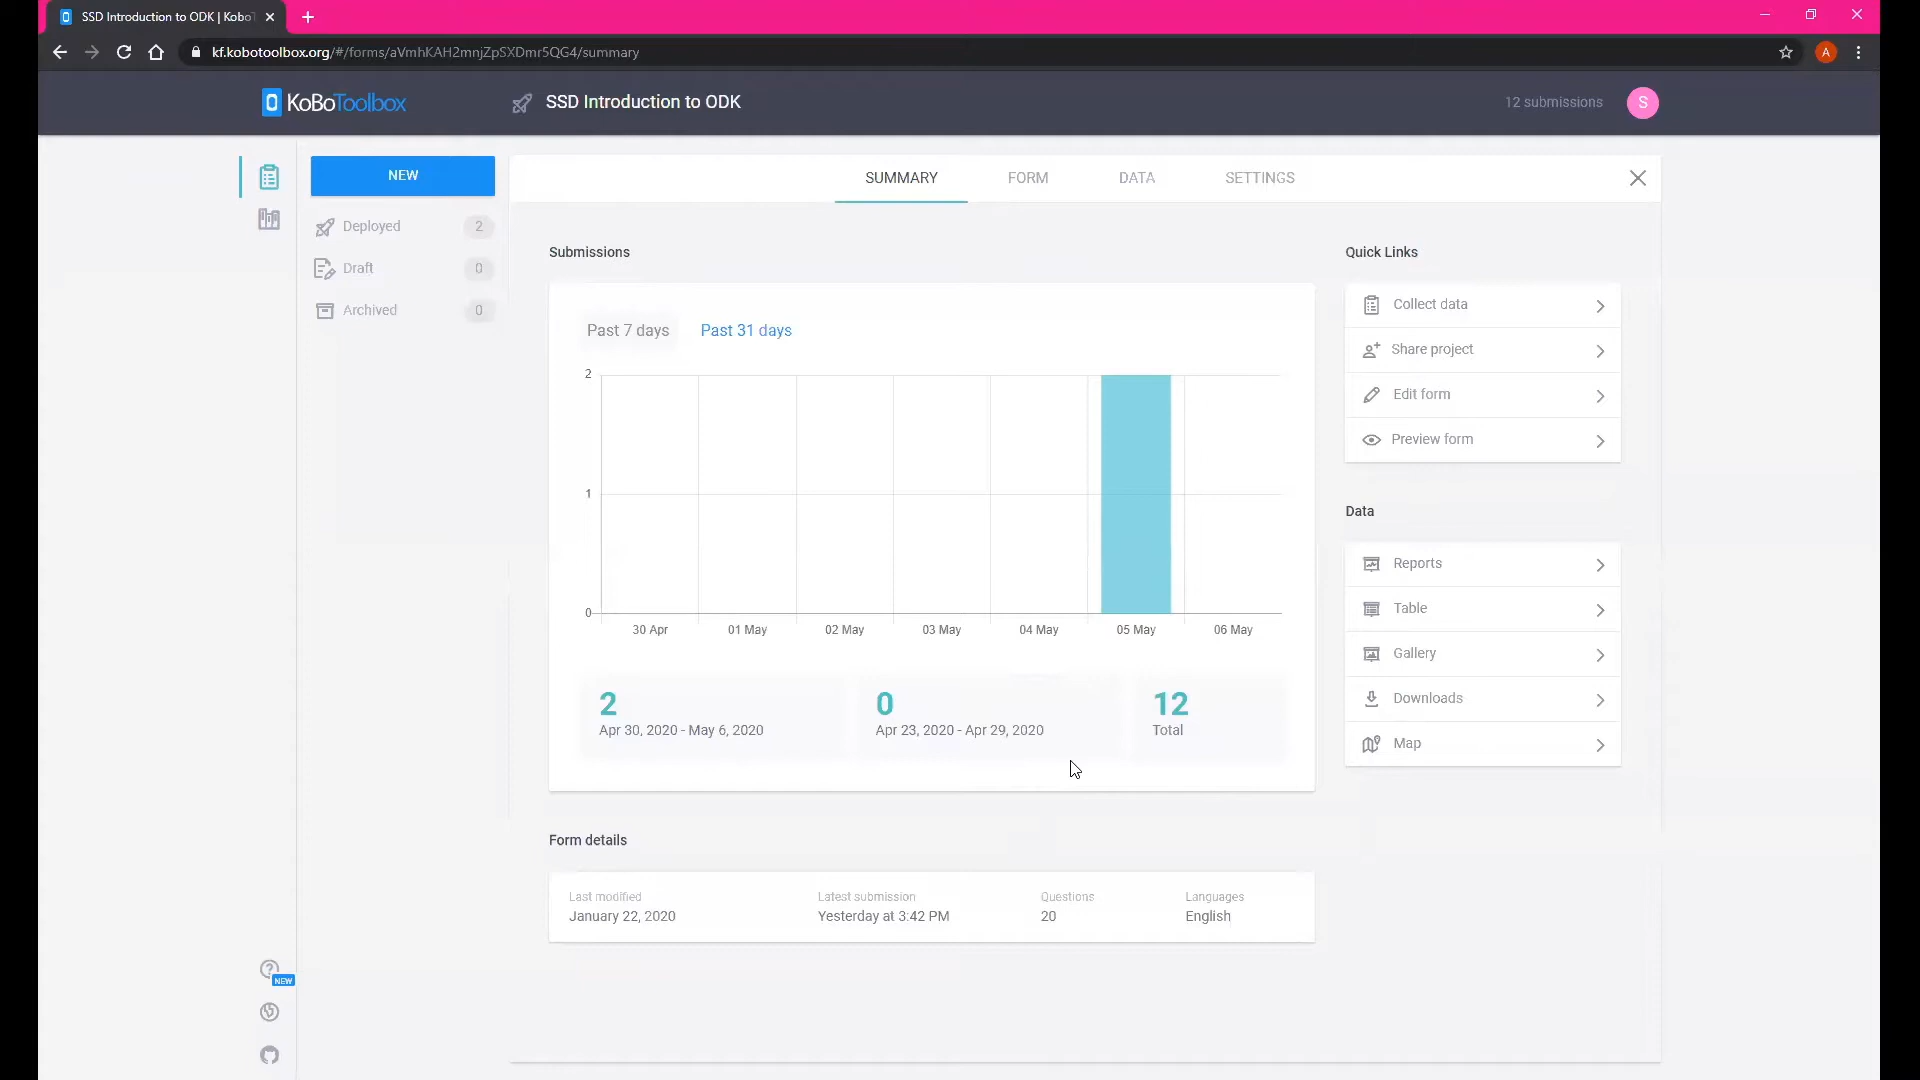 SSD Introduction to ODK | KoboT
kf.kobotoolbox.org/#/forms/aVmhKAH2mnjZpSXDmr5QG4/summary
A
KoBoToolbox
SSD Introduction to ODK
12 submissions
S
NEW
SUMMARY
FORM
DATA
SETTINGS
Deployed 2
Draft 0
Archived 0
Submissions
Past 7 days
Past 31 days
2
1
0
30 Apr
01 May
02 May
03 May
04 May
05 May
06 May
2
Apr 30, 2020 - May 6, 2020
0
Apr 23, 2020 - Apr 29, 2020
12
Total
Form details
Last modified
January 22, 2020
Latest submission
Yesterday at 3:42 PM
Questions
20
Languages
English
Quick Links
Collect data
Share project
Edit form
Preview form
Data
Reports
Table
Gallery
Downloads
Map
NEW